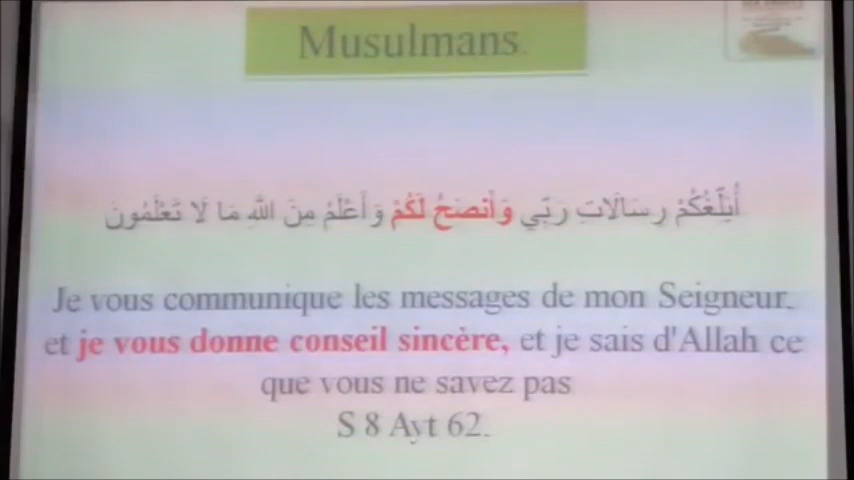 Musulmans.
أُبَلِّغُكُمْ رِسَالَاتِ رَبِّي وَأَنصَحُ لَكُمْ وَأَعْلَمُ مِنَ اللَّهِ مَا لَا تَعْلَمُونَ
Je vous communique les messages de mon Seigneur,
et je vous donne conseil sincère, et je sais d'Allah ce
que vous ne savez pas
S 8 Ayt 62.